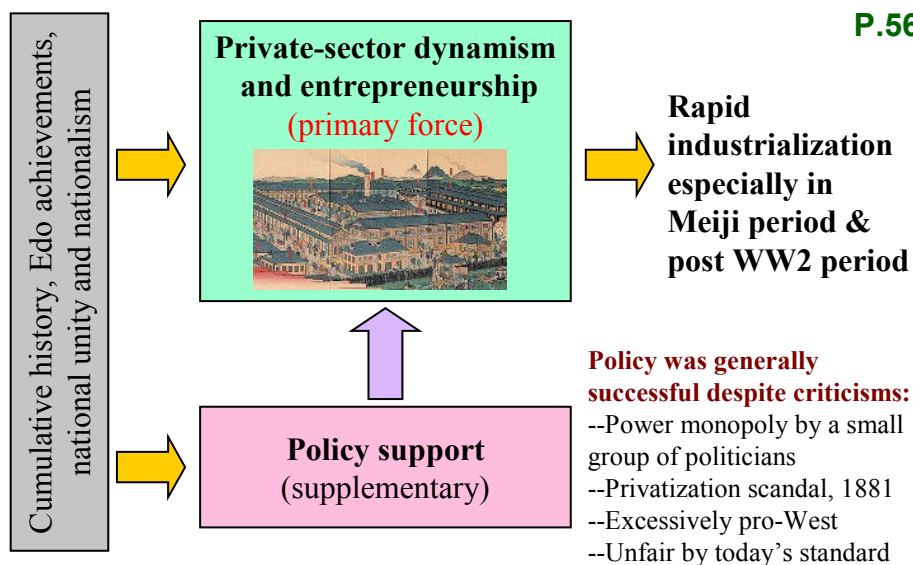 P.56
Cumulative history, Edo achievements,
national unity and nationalism
Private-sector dynamism
and entrepreneurship
(primary force)
Rapid
industrialization
especially in
Meiji period &
post WW2 period
Policy support
(supplementary)
Policy was generally
successful despite criticisms:
--Power monopoly by a small
group of politicians
--Privatization scandal, 1881
--Excessively pro-West
--Unfair by today's standard